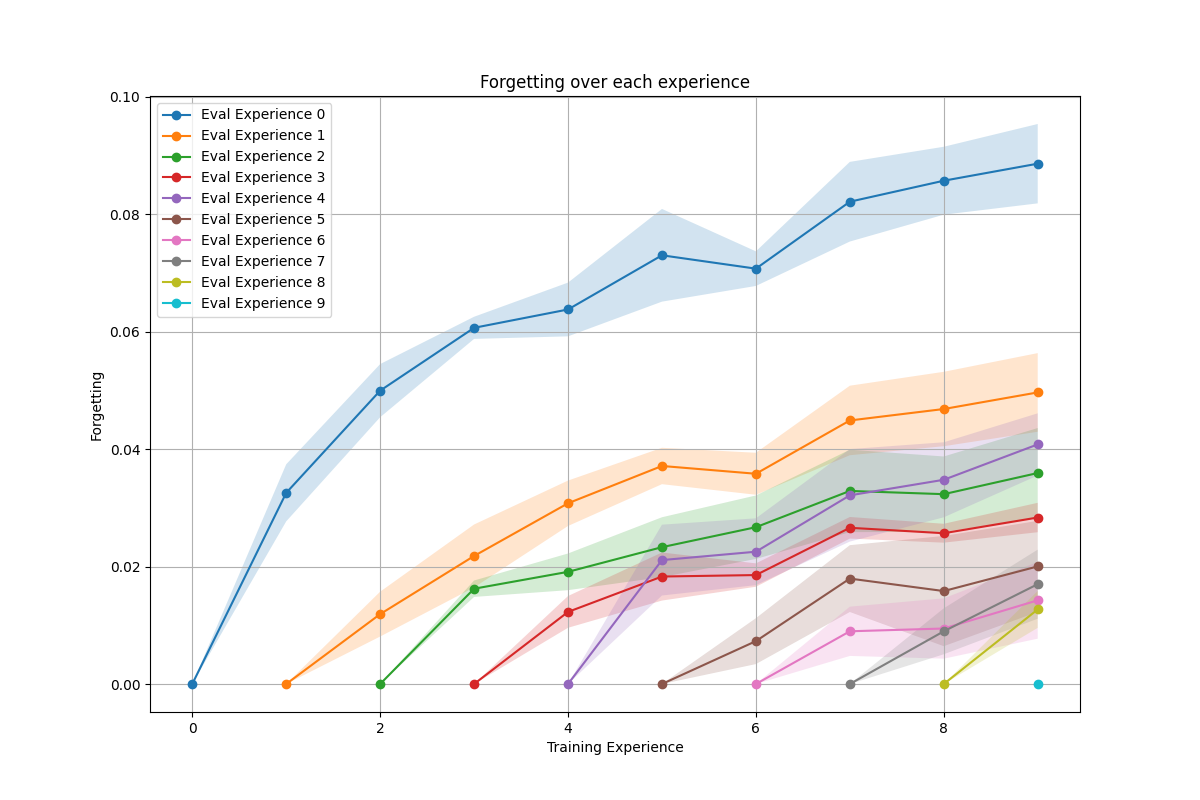 Forgetting over each experience
0.10
0.08
0.06
0.04
0.02
0.00
Forgetting
Eval Experience 0
Eval Experience 1
Eval Experience 2
Eval Experience 3
Eval Experience 4
Eval Experience 5
Eval Experience 6
Eval Experience 7
Eval Experience 8
Eval Experience 9
0 2 4 6 8
Training Experience